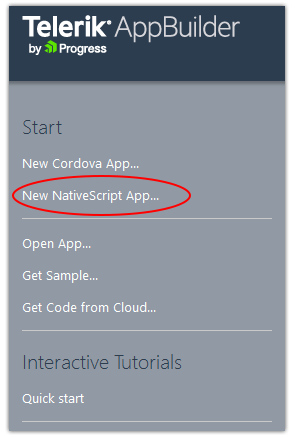 Telerik AppBuilder
by Progress
Start
New Cordova App...
New NativeScript App...
Open App...
Get Sample...
Get Code from Cloud...
Interactive Tutorials
Quick start